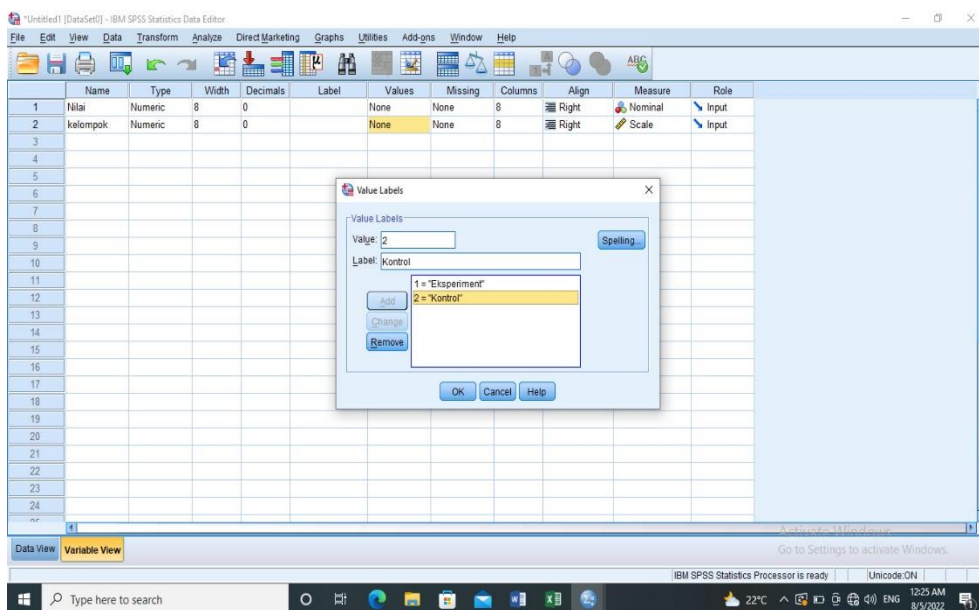 *Untitled1 [DataSet0] - IBM SPSS Statistics Data Editor
File Edit View Data Transform Analyze Direct Marketing Graphs Utilities Add-ons Window Help
Name Type Width Decimals Label Values Missing Columns Align Measure Role
1 Nilai Numeric 8 0 None None 8 Right Nominal Input
2 kelompok Numeric 8 0 None None 8 Right Scale Input
3
4
5
6
7
8
9
10
11
12
13
14
15
16
17
18
19
20
21
22
23
24
Value Labels
Value Labels
Value: 2
Spelling...
Label: Kontrol
1 = "Eksperiment"
Add 2 = "Kontrol"
Change
Remove
OK Cancel Help
Activate Windows
Data View Variable View
Go to Settings to activate Windows.
IBM SPSS Statistics Processor is ready Unicode:ON
Type here to search
22°C ENG 12:25 AM
8/5/2022